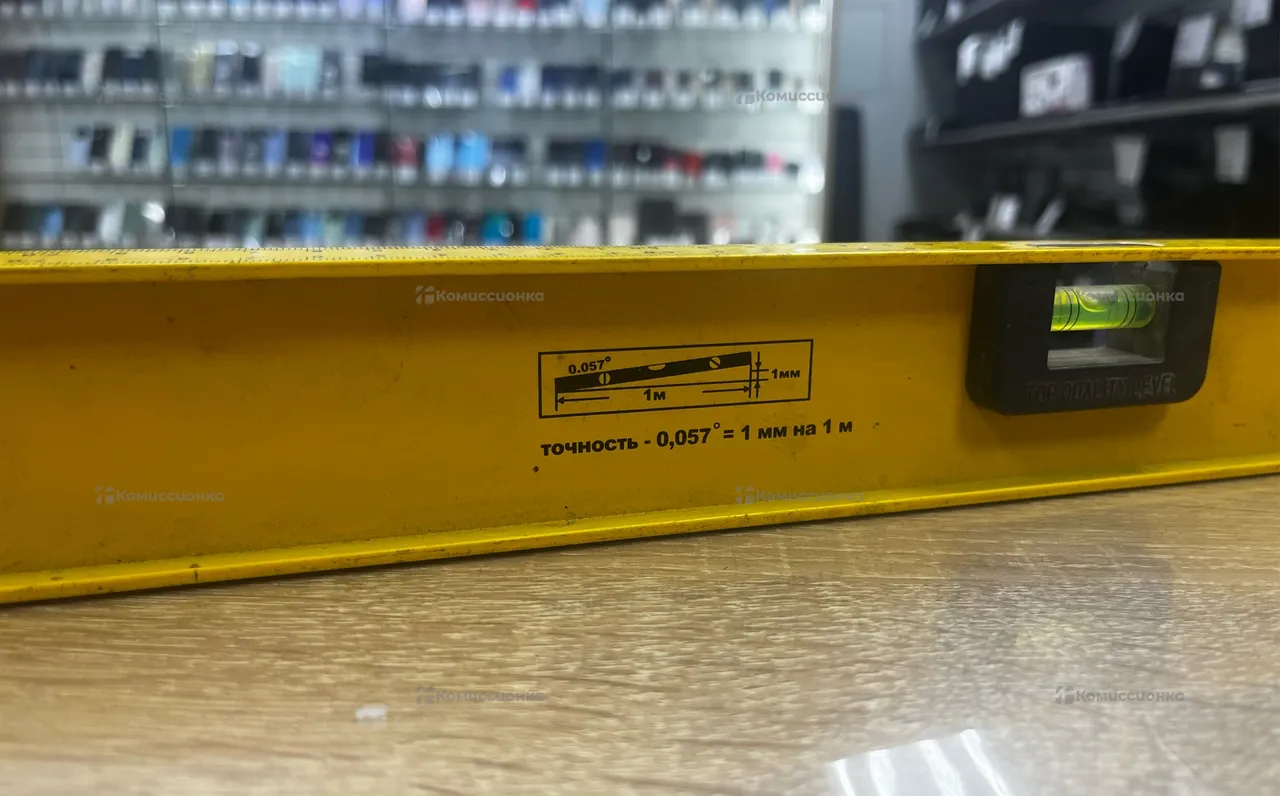 Комиссионка
Комиссионка
Комиссионка
0.057°
1мм
1м
TOP QUALITY LEVEL
точность - 0,057°= 1 мм на 1 м
Комиссионка
Комиссионка
Комиссионка
Комиссионка